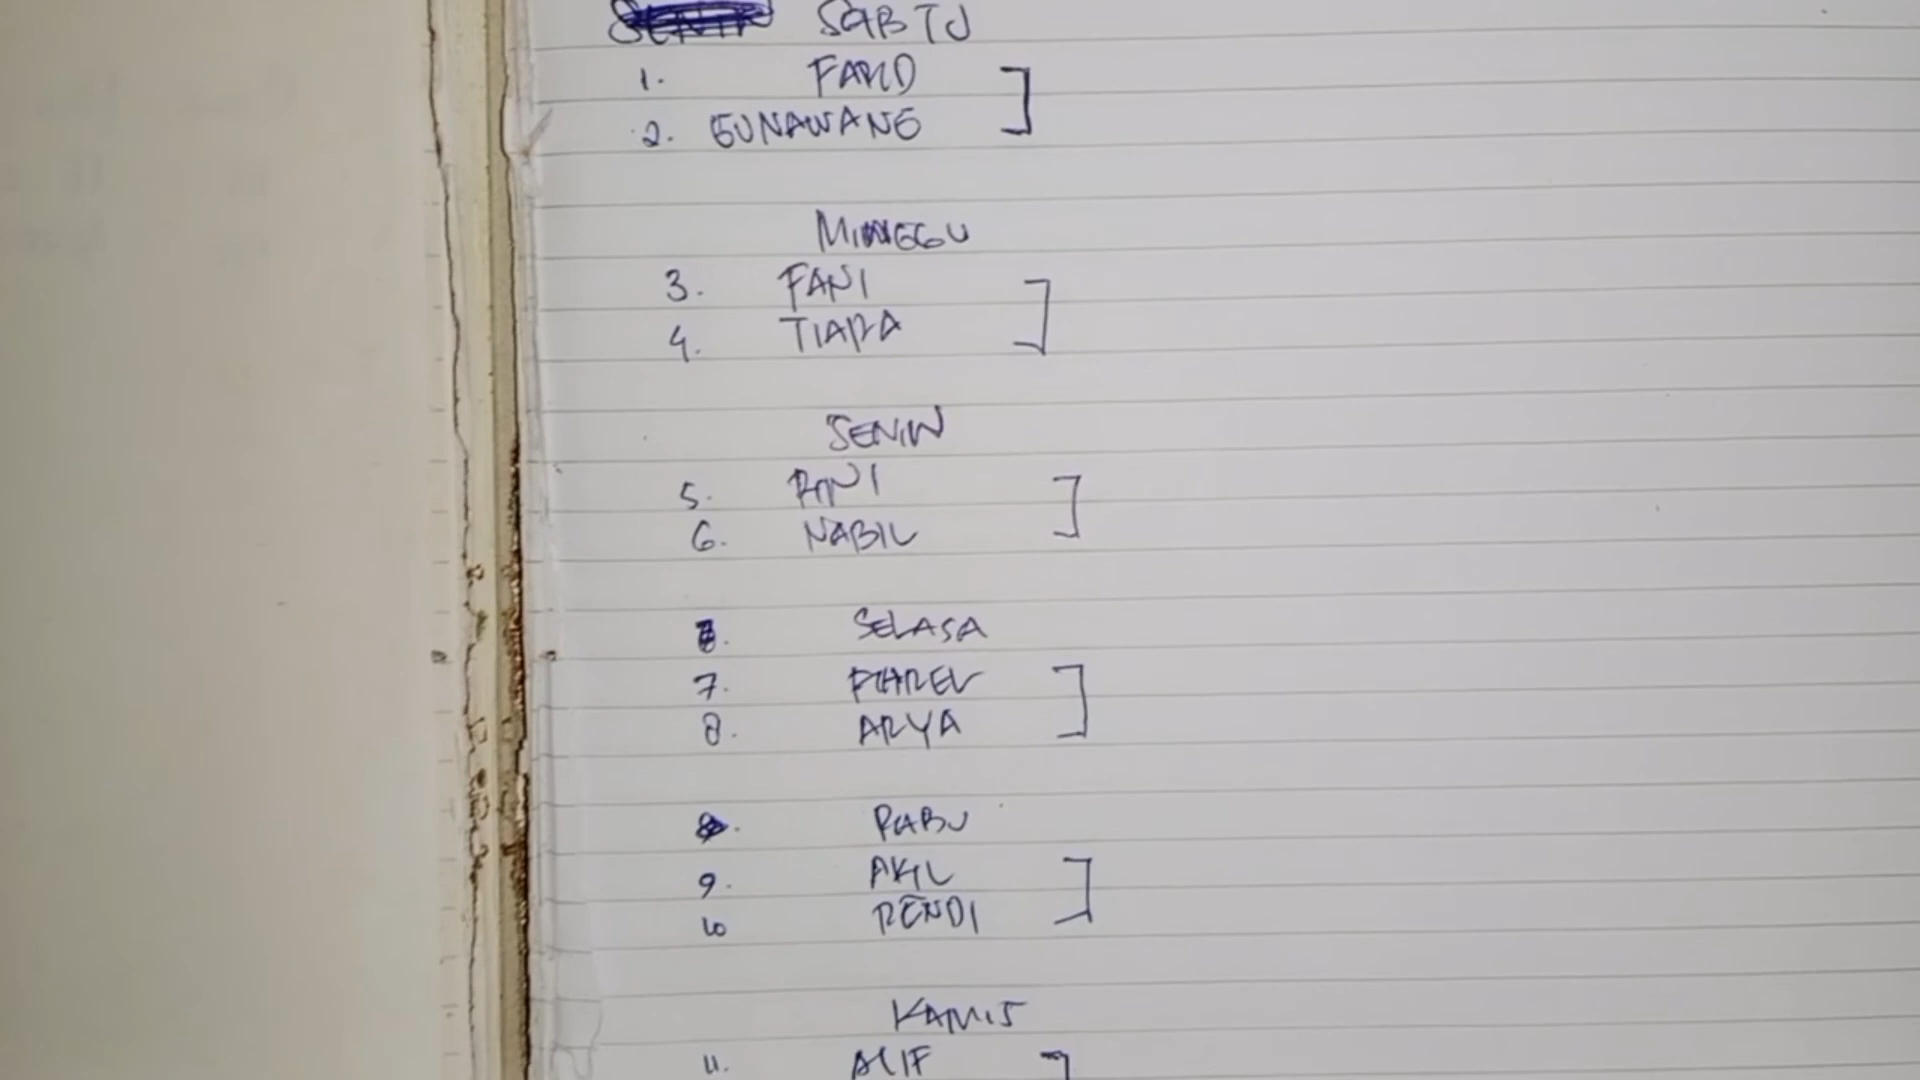 SABTU
1. FARID
2. GUNAWANG
MINGGU
3. FANI
4. TIARA
SENIN
5. RINI
6. NABIL
SELASA
7. FAREL
8. ARYA
RABU
9. AKIL
10 RENDI
KAMIS
11. ALIF